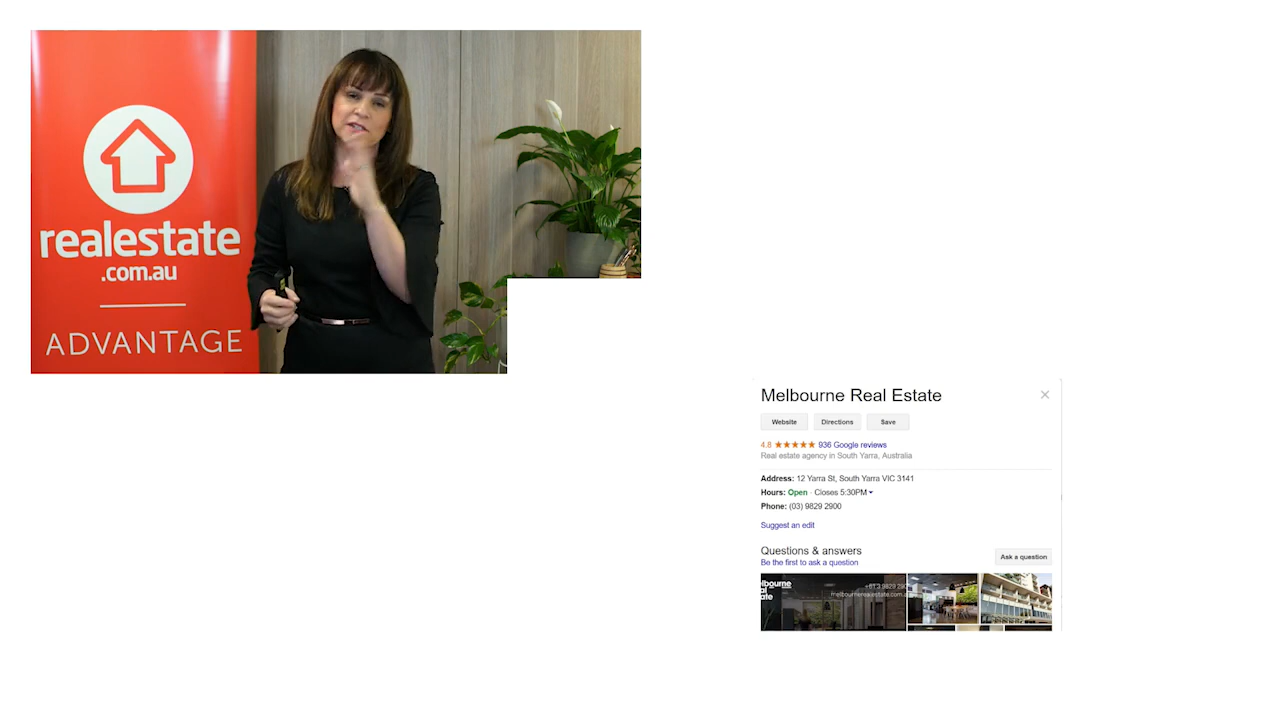 realestate
.com.au
ADVANTAGE
Melbourne Real Estate
Website
Directions
Save
4.8 ★★★★★ 936 Google reviews
Real estate agency in South Yarra, Australia
Address: 12 Yarra St, South Yarra VIC 3141
Hours: Open · Closes 5:30PM
Phone: (03) 9829 2900
Suggest an edit
Questions & answers
Ask a question
Be the first to ask a question
melbournerealestate.com.a